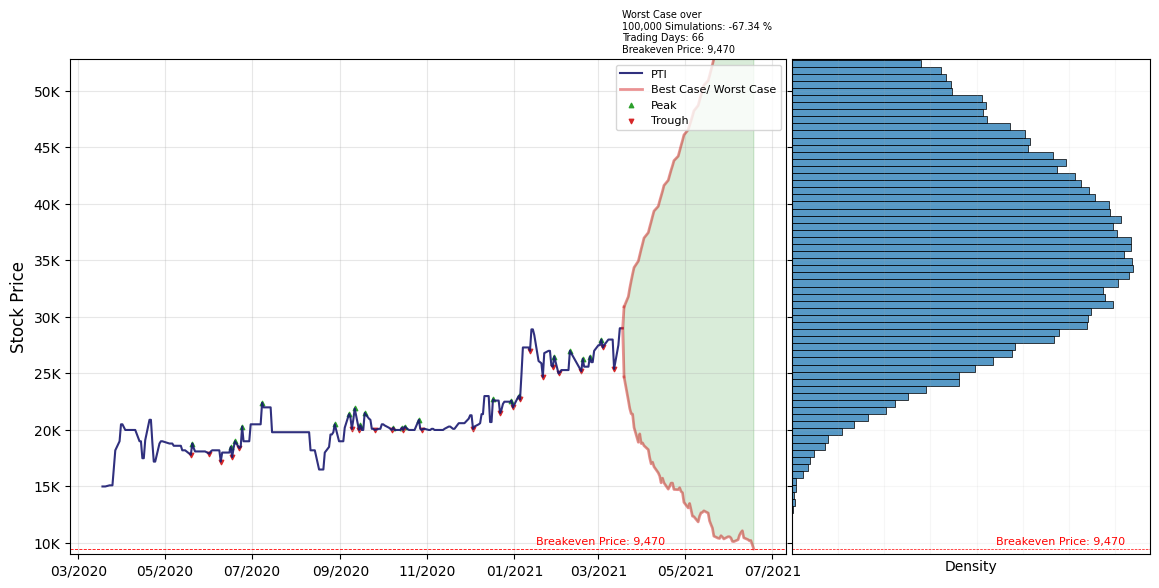 Worst Case over
100,000 Simulations: -67.34 %
Trading Days: 66
Breakeven Price: 9,470
PTI
Best Case/ Worst Case
Peak
Trough
50K
45K
40K
35K
30K
25K
20K
15K
10K
Stock Price
Breakeven Price: 9,470
Breakeven Price: 9,470
03/2020 05/2020 07/2020 09/2020 11/2020 01/2021 03/2021 05/2021 07/2021
Density